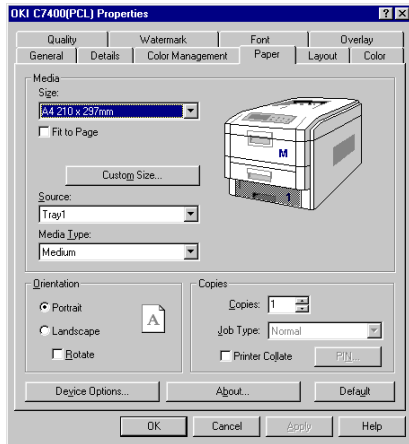 OKI C7400(PCL) Properties
Quality Watermark Font Overlay
General Details Color Management Paper Layout Color
Media
Size:
A4 210 x 297mm
Fit to Page
M
Custom Size...
Source:
1
Tray1
Media Type:
Medium
Orientation Copies
Portrait A Copies: 1
Landscape Job Type: Normal
Rotate Printer Collate PIN...
Device Options... About... Default
OK Cancel Apply Help